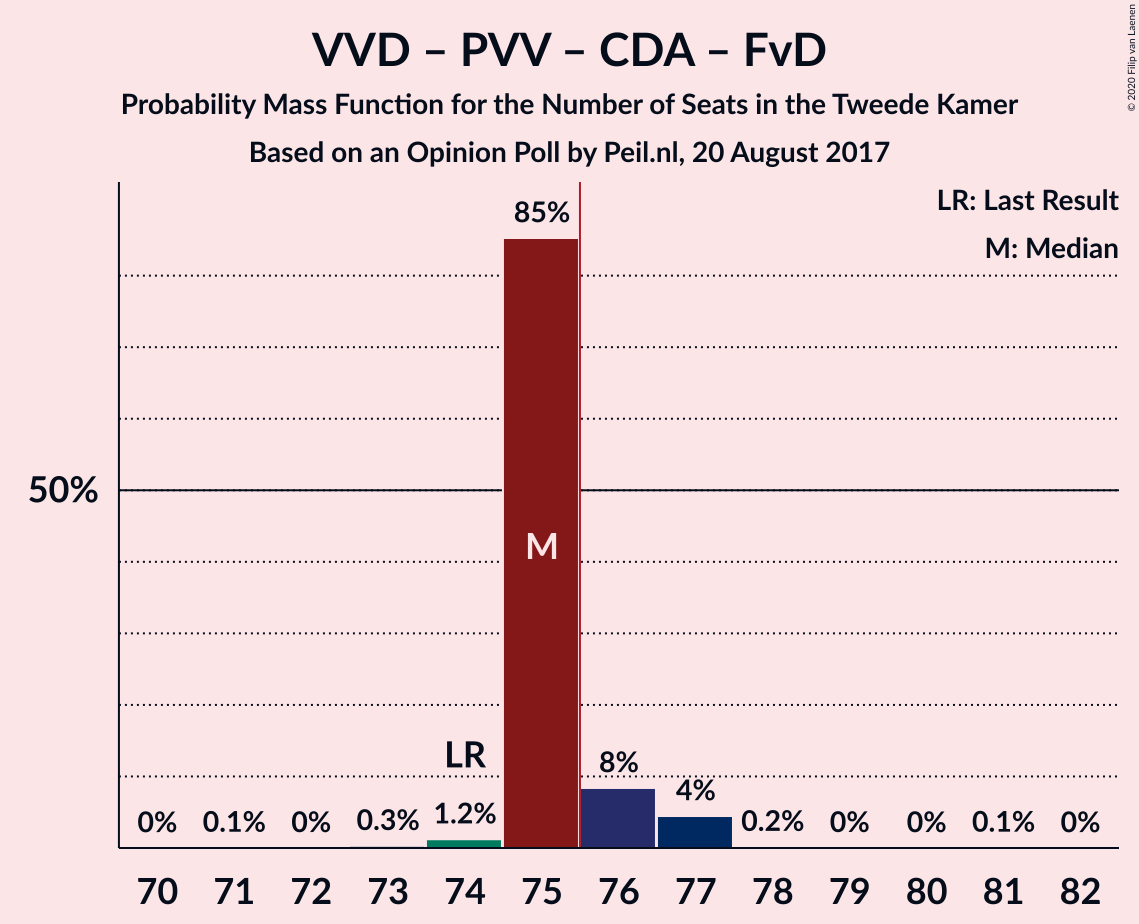 VVD – PVV – CDA – FvD
Probability Mass Function for the Number of Seats in the Tweede Kamer
Based on an Opinion Poll by Peil.nl, 20 August 2017
© 2020 Filip van Laenen
LR: Last Result
M: Median
85%
50%
M
LR
0% 0.1% 0% 0.3% 1.2% 8% 4% 0.2% 0% 0% 0.1% 0%
70 71 72 73 74 75 76 77 78 79 80 81 82